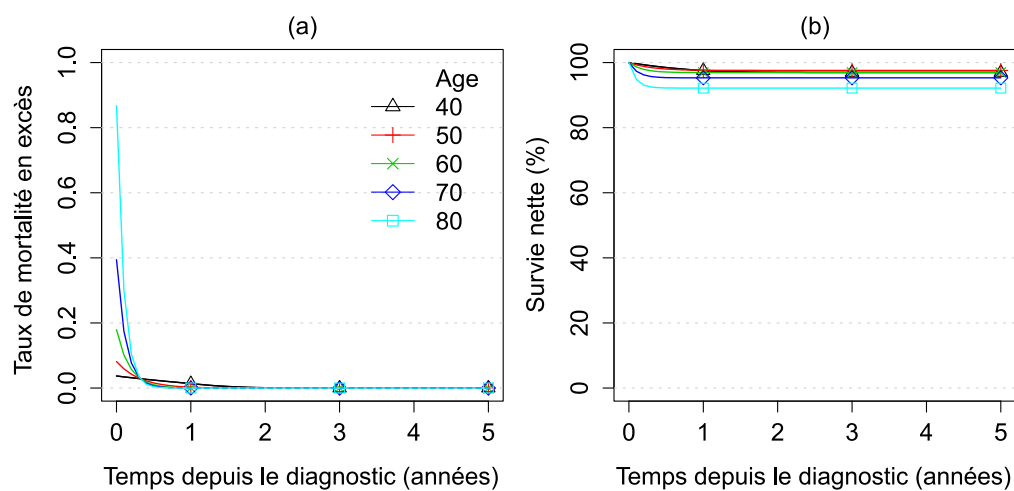 (a)
Taux de mortalité en excès
1.0
0.8
0.6
0.4
0.2
0.0
Age
40
50
60
70
80
0 1 2 3 4 5
Temps depuis le diagnostic (années)
(b)
Survie nette (%)
100
80
60
40
20
0
0 1 2 3 4 5
Temps depuis le diagnostic (années)